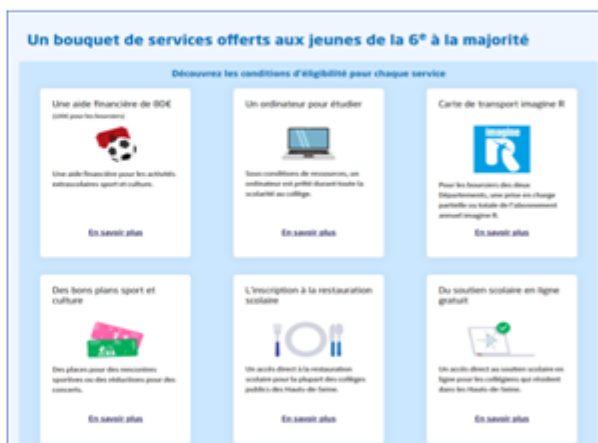 Un bouquet de services offerts aux jeunes de la 6e à la majorité
Découvrez les conditions d'éligibilité pour chaque service
Une aide financière de 80€
(100€ pour les boursiers)
Une aide financière pour les activités
extrascolaires sport et culture.
En savoir plus
Un ordinateur pour étudier
Sous conditions de ressources, un
ordinateur est prêté durant toute la
scolarité au collège.
En savoir plus
Carte de transport imagine R
imagine
R
Pour les boursiers des deux
Départements, une prise en charge
partielle ou totale de l'abonnement
annuel imagine R.
En savoir plus
Des bons plans sport et
culture
Des places pour des rencontres
sportives ou des réductions pour des
concerts.
En savoir plus
L'inscription à la restauration
scolaire
Un accès direct à la restauration
scolaire pour la plupart des collèges
publics des Hauts-de-Seine.
En savoir plus
Du soutien scolaire en ligne
gratuit
Un accès direct au soutien scolaire en
ligne pour les collégiens qui résident
dans les Hauts-de-Seine.
En savoir plus